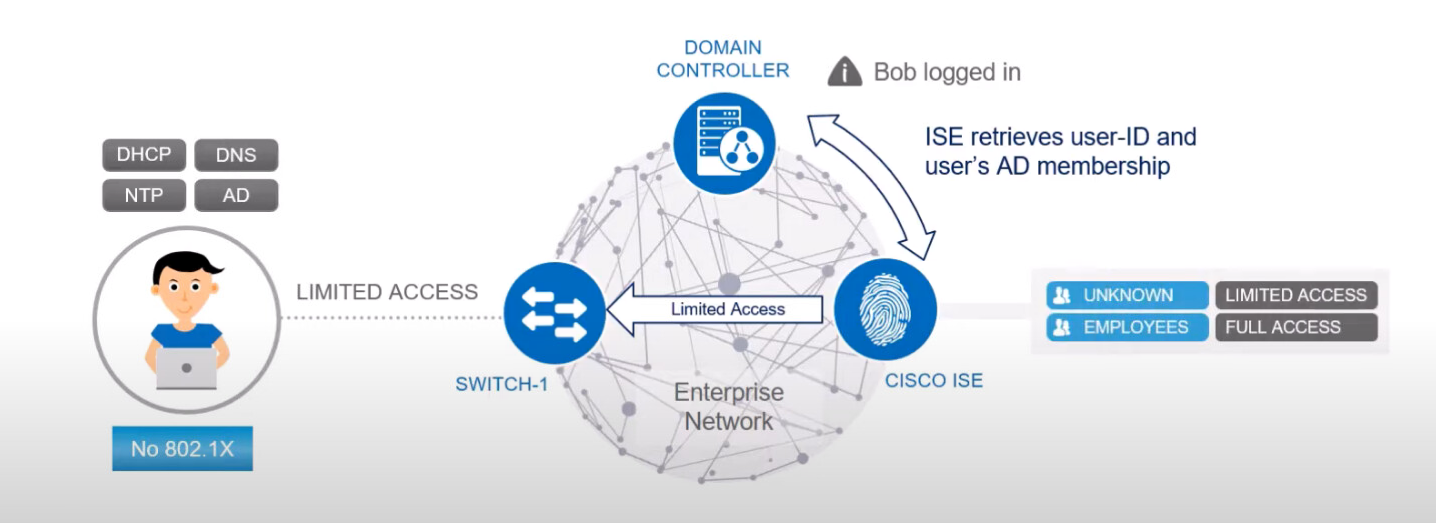 DOMAIN
CONTROLLER
Bob logged in
ISE retrieves user-ID and
user's AD membership
DHCP DNS
NTP AD
LIMITED ACCESS
Limited Access
UNKNOWN LIMITED ACCESS
EMPLOYEES FULL ACCESS
SWITCH-1
CISCO ISE
Enterprise
Network
No 802.1X